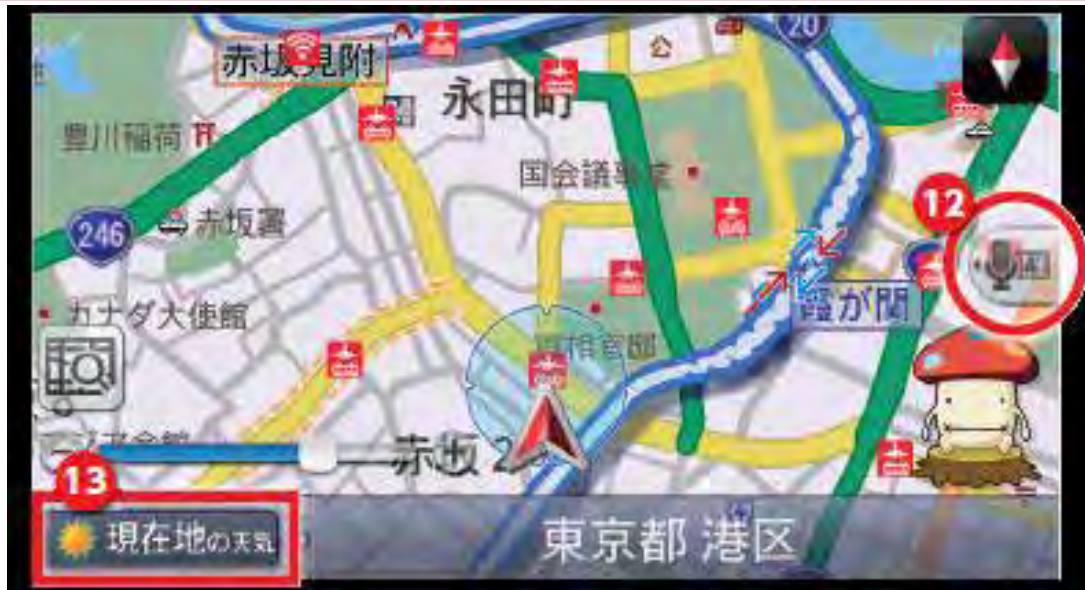 20
赤坂見附
公
永田町
豊川稲荷
国会議事堂
12
246
赤坂署
霞が関
カナダ大使館
13
赤坂 2
現在地の天気
東京都 港区